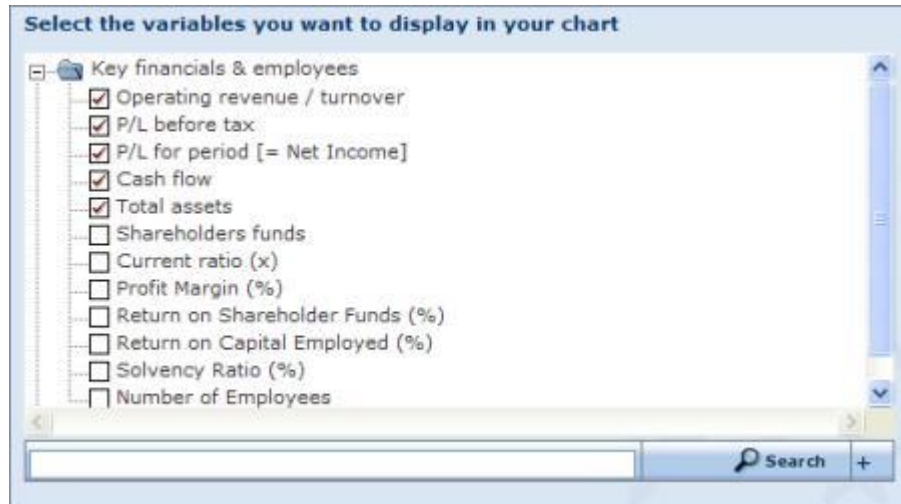 Select the variables you want to display in your chart
Key financials & employees
Operating revenue / turnover
P/L before tax
P/L for period [= Net Income]
Cash flow
Total assets
Shareholders funds
Current ratio (x)
Profit Margin (%)
Return on Shareholder Funds (%)
Return on Capital Employed (%)
Solvency Ratio (%)
Number of Employees
Search +